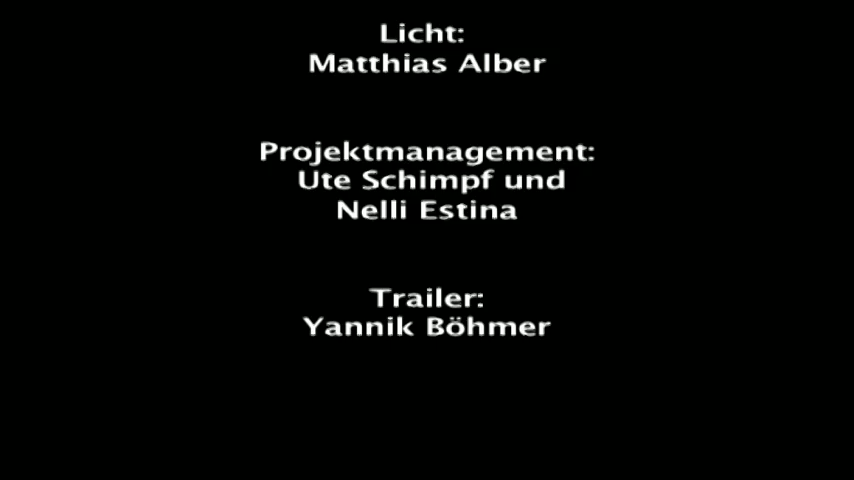 Licht:
Matthias Alber
Projektmanagement:
Ute Schimpf und
Nelli Estina
Trailer:
Yannik Böhmer